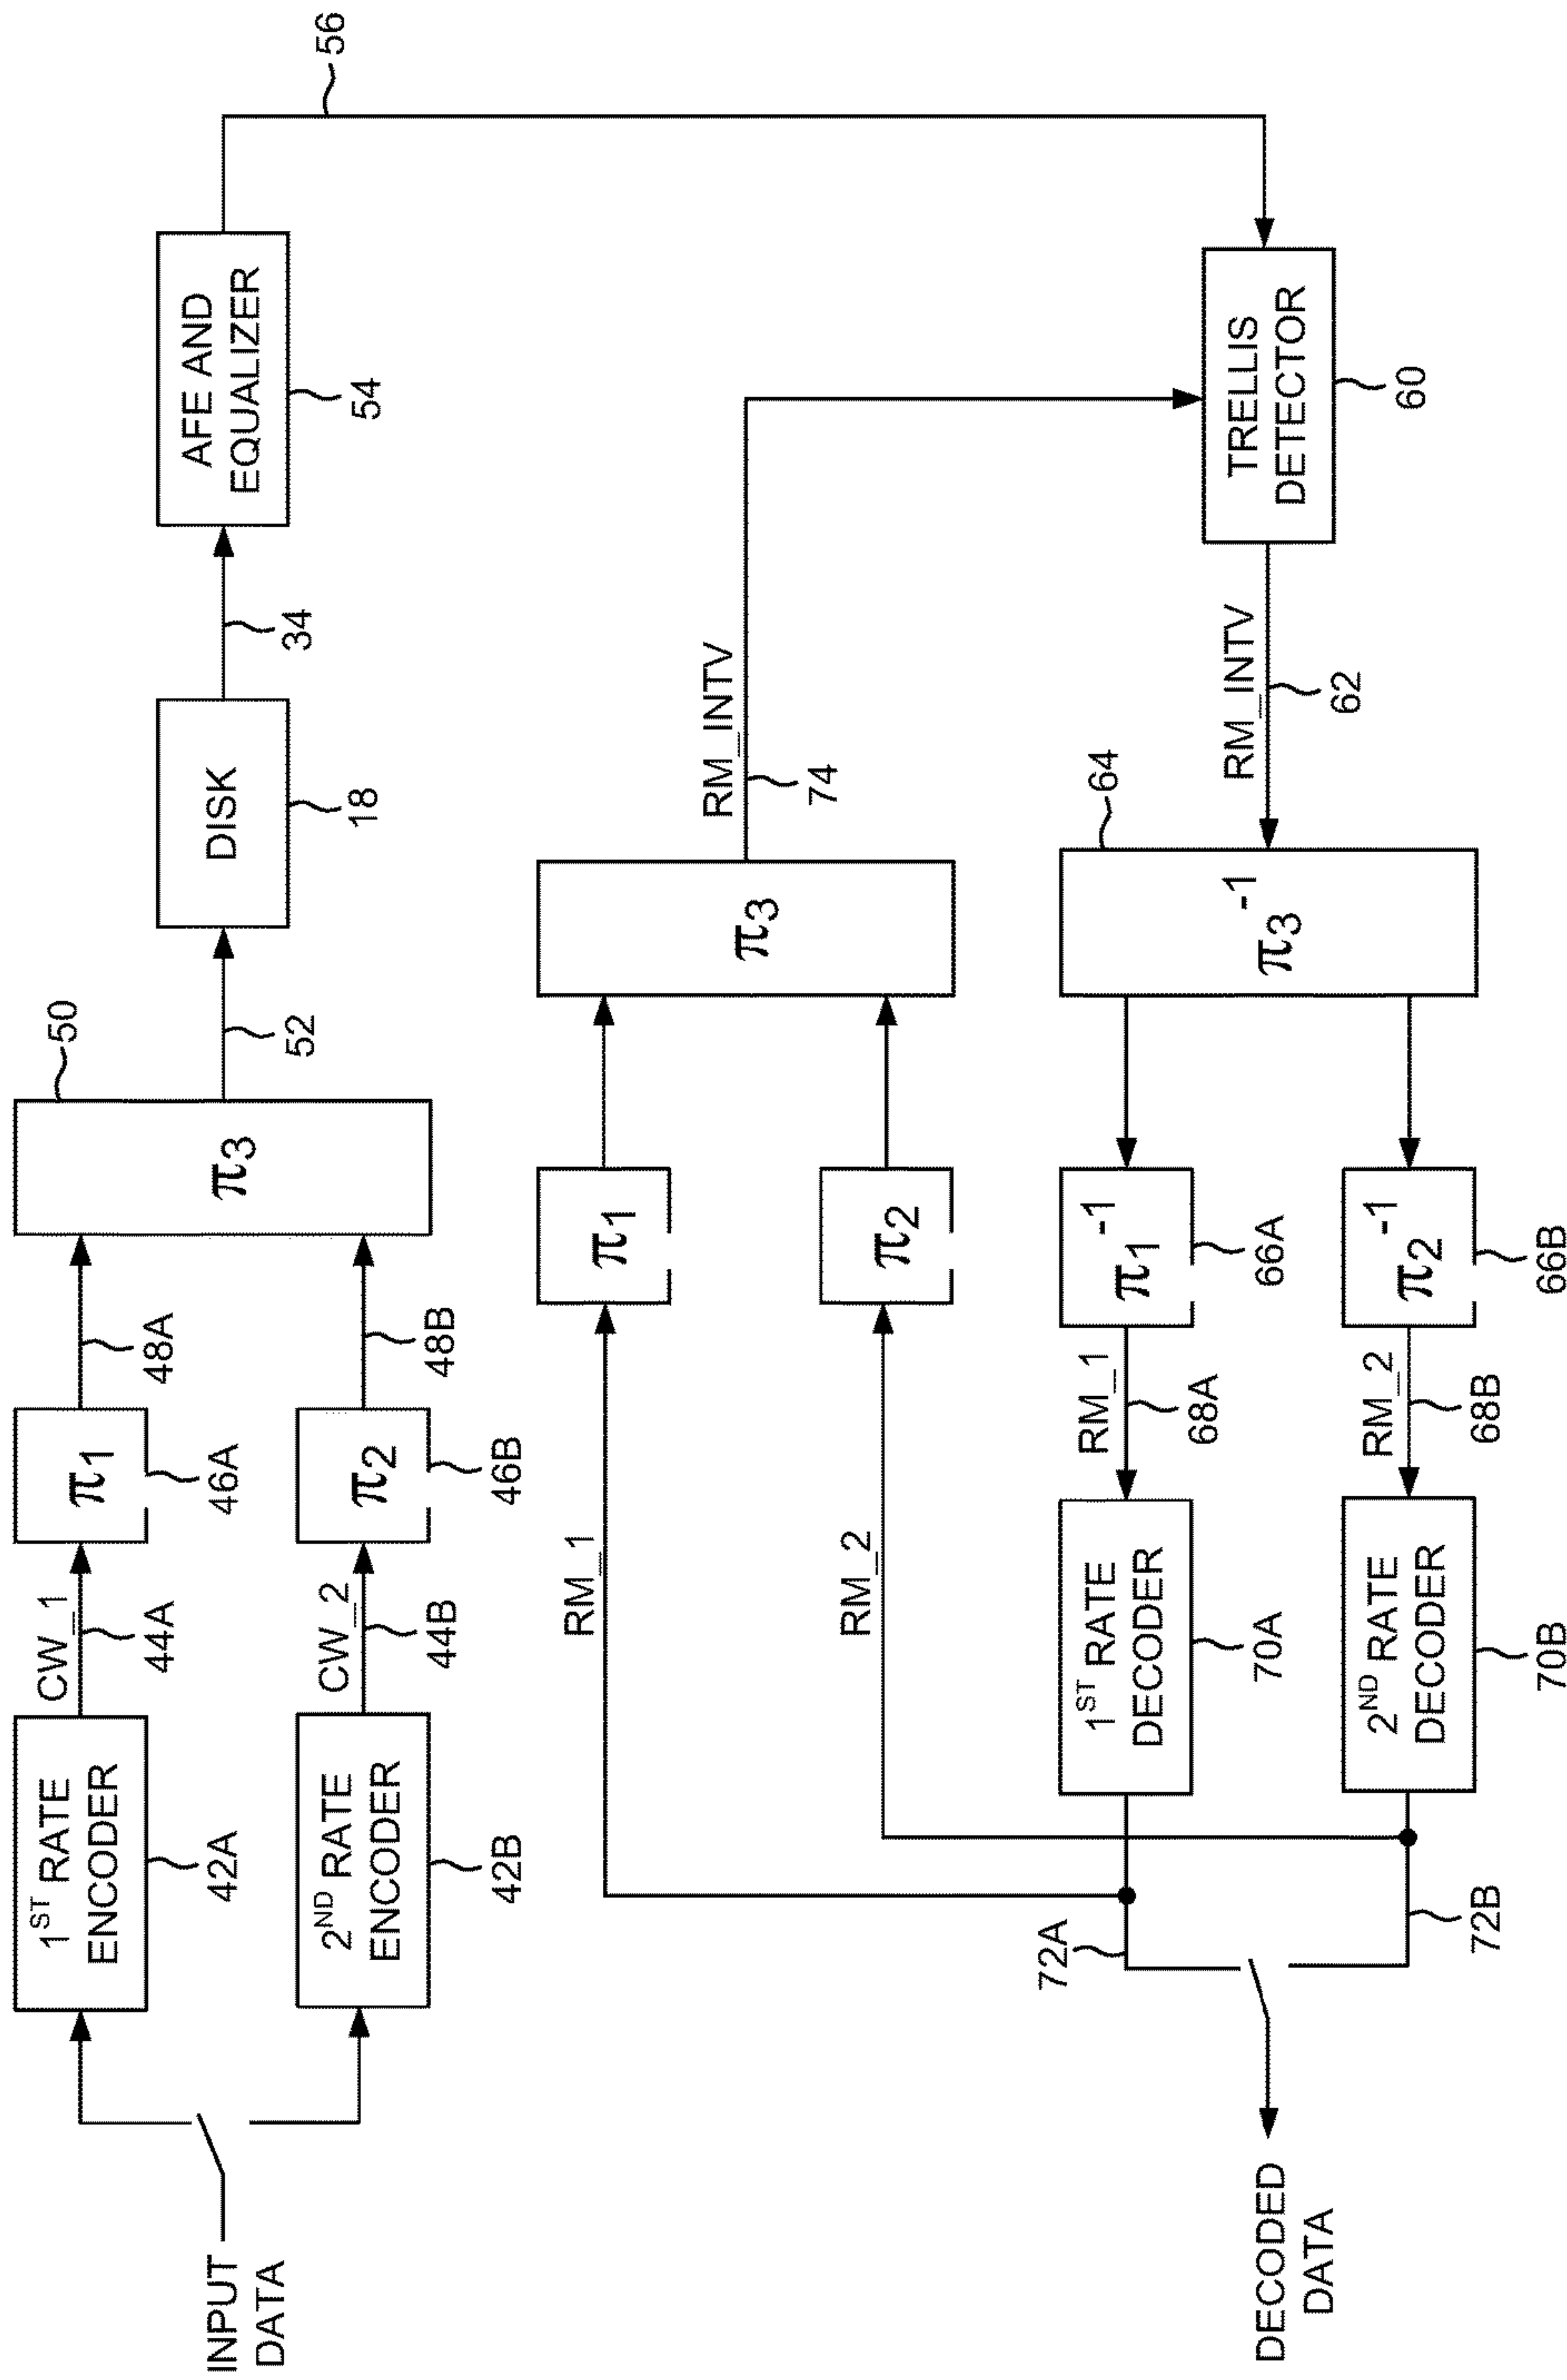 INPUT
DATA
1ST RATE
ENCODER
42A
CW_1
44A
π1
46A
48A
2ND RATE
ENCODER
42B
CW_2
44B
π2
46B
48B
π3
50
52
DISK
18
34
AFE AND
EQUALIZER
54
56
RM_1
π1
RM_2
π2
π3
RM_INTV
74
TRELLIS
DETECTOR
60
RM_INTV
62
π3-1
64
π1-1
66A
RM_1
68A
1ST RATE
DECODER
70A
72A
π2-1
66B
RM_2
68B
2ND RATE
DECODER
70B
72B
DECODED
DATA